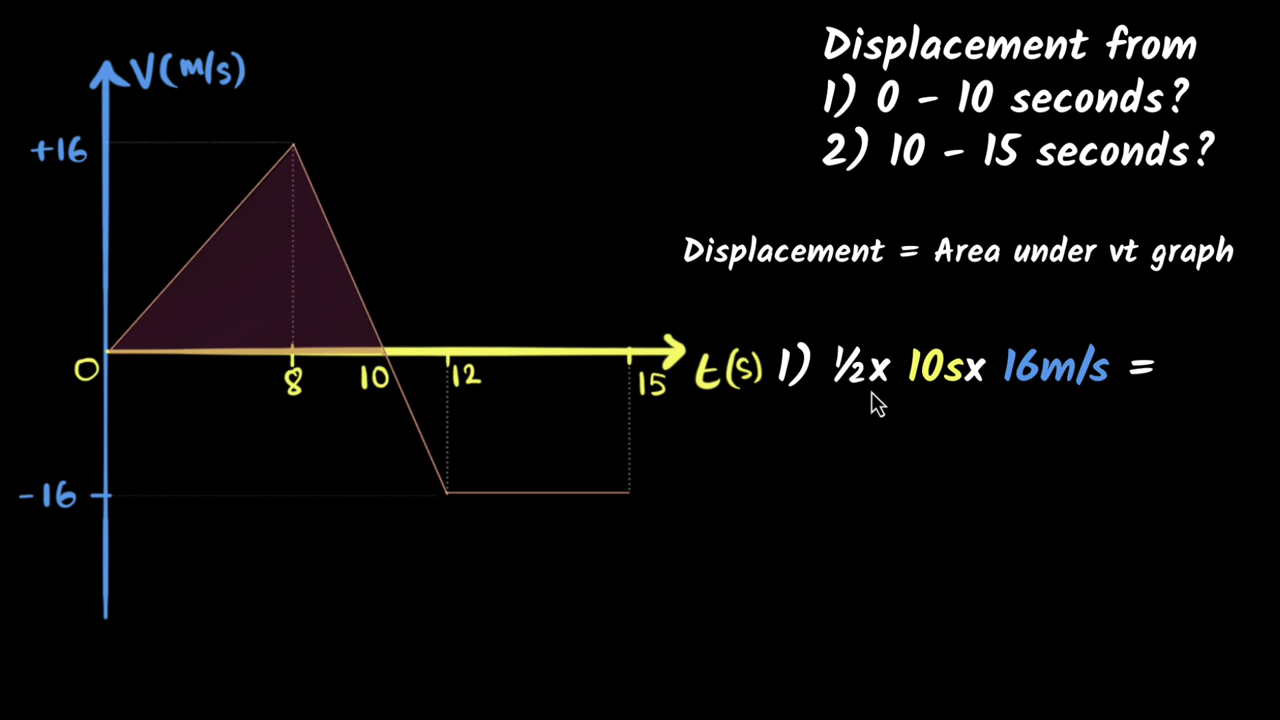 Displacement from
1) 0 - 10 seconds?
2) 10 - 15 seconds?
V(m/s)
+16
Displacement = Area under vt graph
0
8
10
12
15
t(s)
1) ½x 10sx 16m/s =
-16